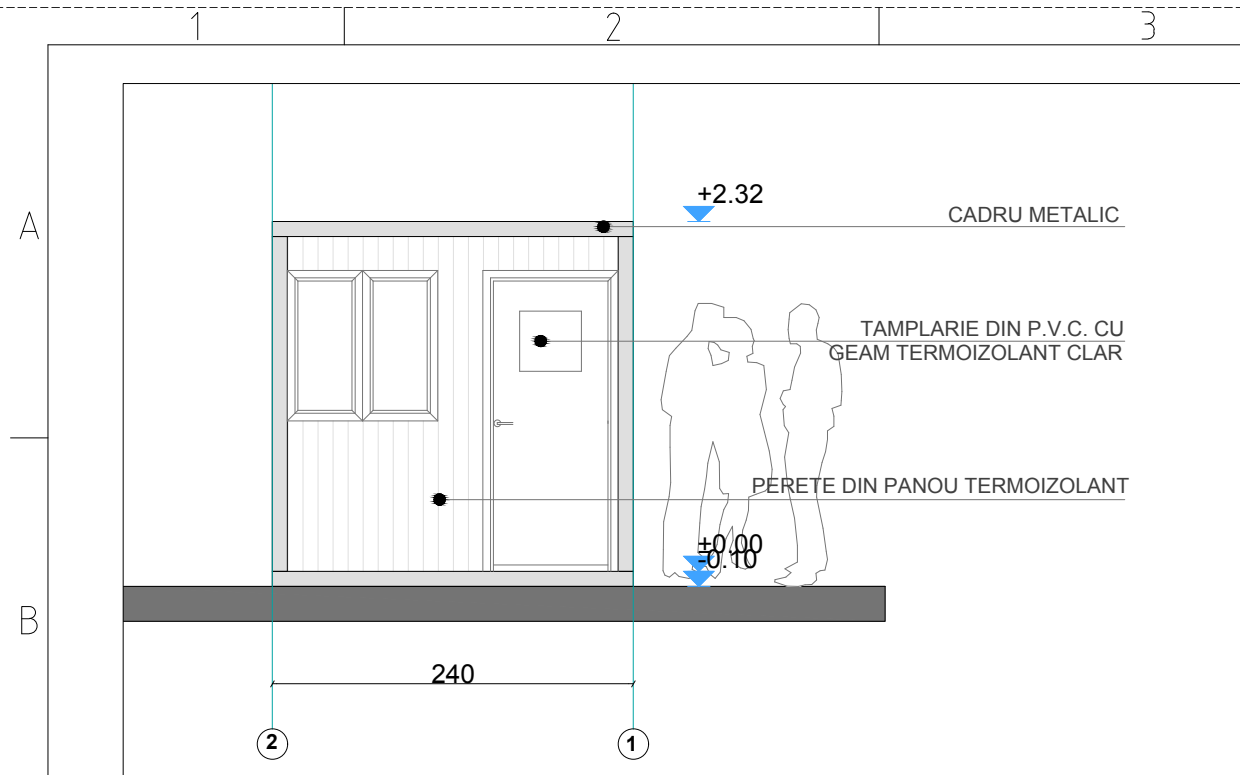 1 2 3
A
+2.32
CADRU METALIC
TAMPLARIE DIN P.V.C. CU
GEAM TERMOIZOLANT CLAR
PERETE DIN PANOU TERMOIZOLANT
±0.00
-0.10
B
240
2 1